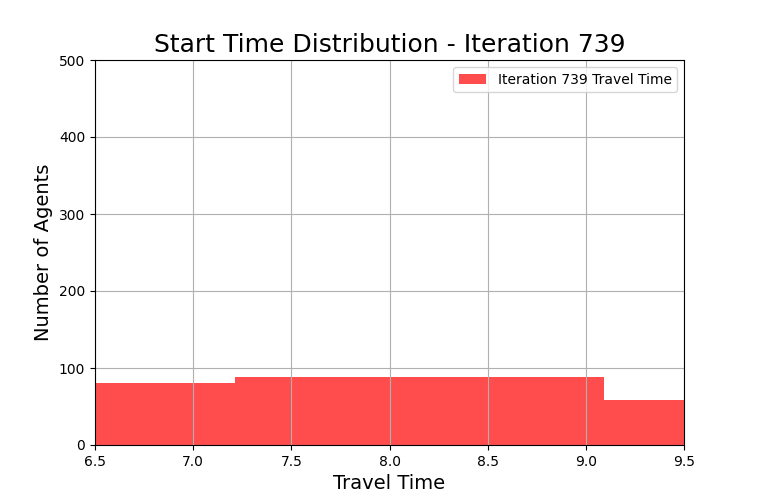 Start Time Distribution - Iteration 739
500
400
300
200
100
0
Number of Agents
Iteration 739 Travel Time
6.5 7.0 7.5 8.0 8.5 9.0 9.5
Travel Time